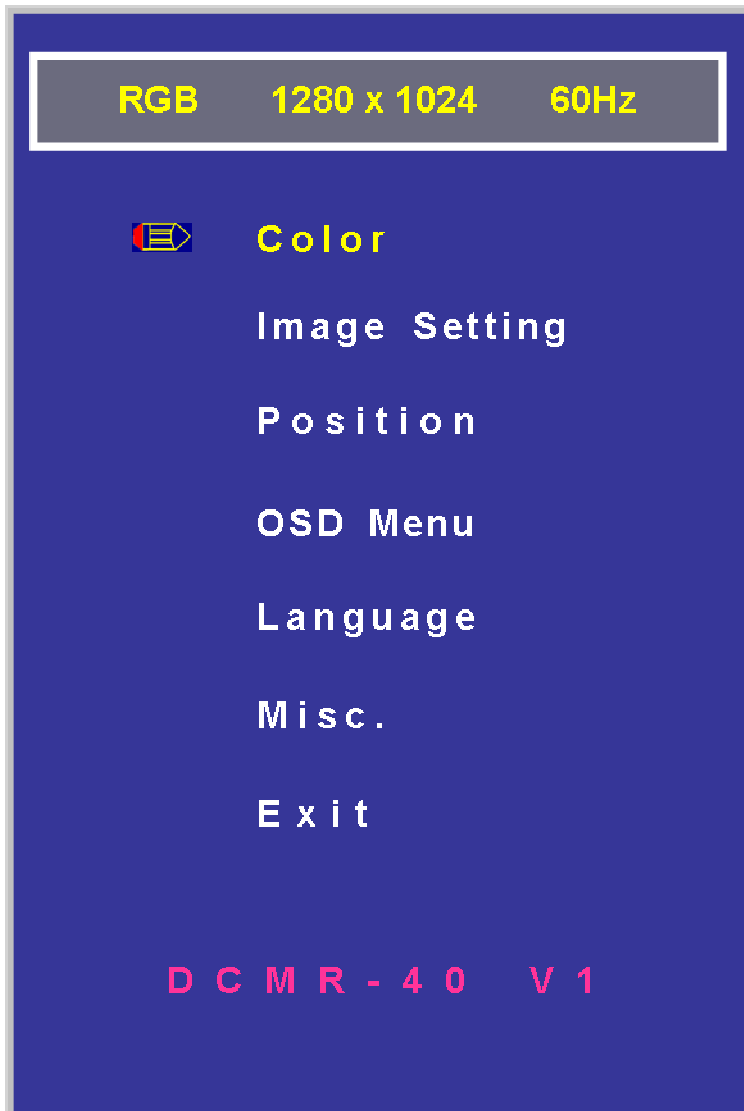 RGB 1280 x 1024 60Hz
Color
Image Setting
Position
OSD Menu
Language
Misc.
Exit
DCMR-40 V1